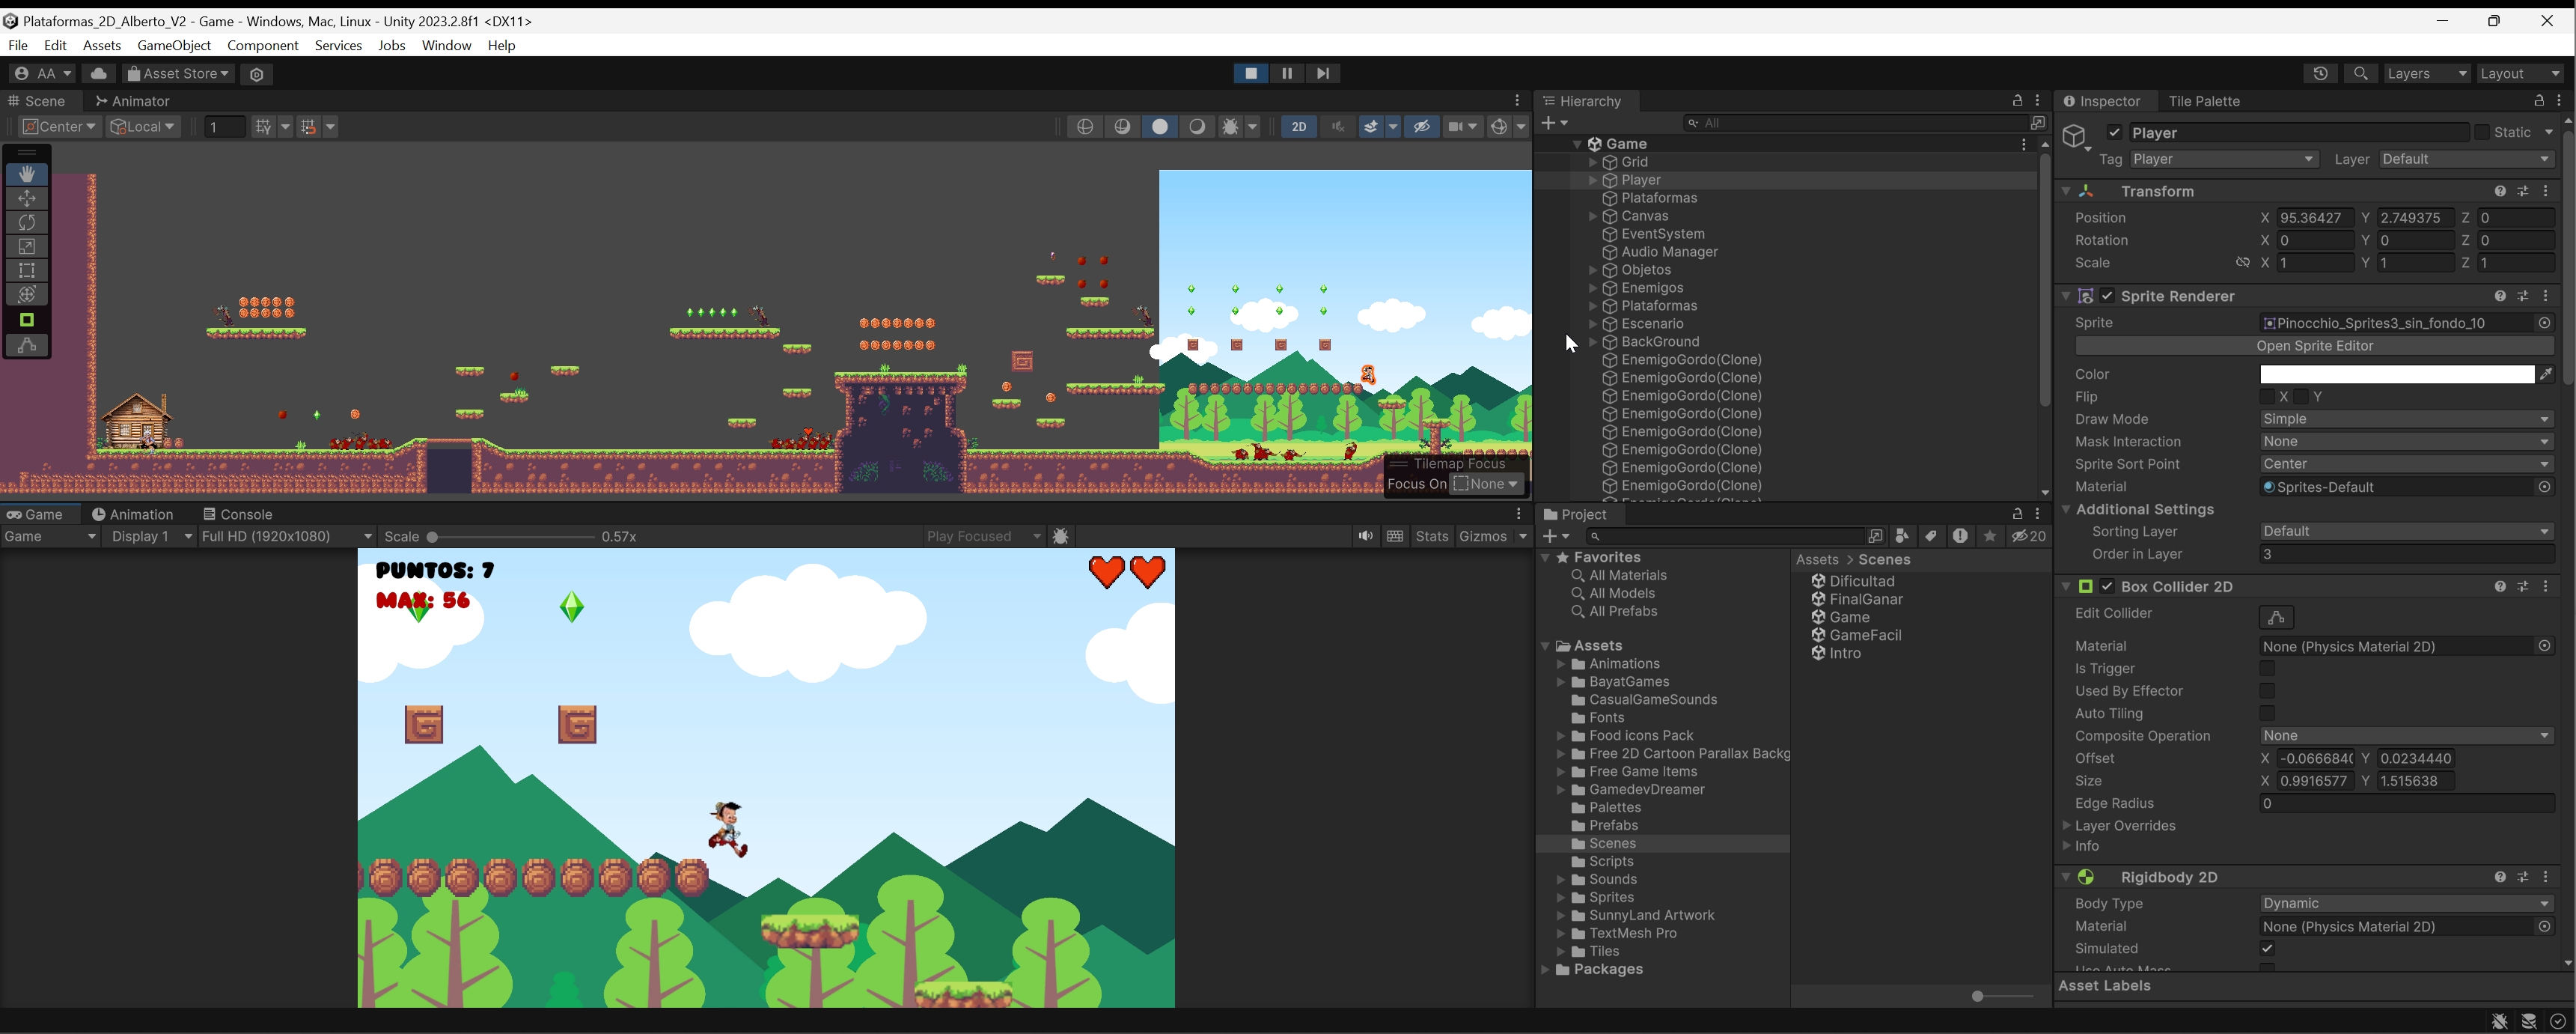 Plataformas_2D_Alberto_V2 - Game - Windows, Mac, Linux - Unity 2023.2.8f1 <DX11>
File Edit Assets GameObject Component Services Jobs Window Help
AA Asset Store Layers Layout
Scene Animator
Center Local 1 2D
Tilemap Focus
Focus On None
Game Animation Console
Game Display 1 Full HD (1920x1080) Scale 0.57x Play Focused Stats Gizmos
PUNTOS: 7
MAX: 56
Hierarchy
All
Game
Grid
Player
Plataformas
Canvas
EventSystem
Audio Manager
Objetos
Enemigos
Plataformas
Escenario
BackGround
EnemigoGordo(Clone)
EnemigoGordo(Clone)
EnemigoGordo(Clone)
EnemigoGordo(Clone)
EnemigoGordo(Clone)
EnemigoGordo(Clone)
EnemigoGordo(Clone)
EnemigoGordo(Clone)
Project
20
Favorites
All Materials
All Models
All Prefabs
Assets
Animations
BayatGames
CasualGameSounds
Fonts
Food icons Pack
Free 2D Cartoon Parallax Backg
Free Game Items
GamedevDreamer
Palettes
Prefabs
Scenes
Scripts
Sounds
Sprites
SunnyLand Artwork
TextMesh Pro
Tiles
Packages
Assets > Scenes
Dificultad
FinalGanar
Game
GameFacil
Intro
Inspector Tile Palette
Player Static
Tag Player Layer Default
Transform
Position X 95.36427 Y 2.749375 Z 0
Rotation X 0 Y 0 Z 0
Scale X 1 Y 1 Z 1
Sprite Renderer
Sprite Pinocchio_Sprites3_sin_fondo_10
Open Sprite Editor
Color
Flip X Y
Draw Mode Simple
Mask Interaction None
Sprite Sort Point Center
Material Sprites-Default
Additional Settings
Sorting Layer Default
Order in Layer 3
Box Collider 2D
Edit Collider
Material None (Physics Material 2D)
Is Trigger
Used By Effector
Auto Tiling
Composite Operation None
Offset X -0.066684 Y 0.0234440
Size X 0.9916577 Y 1.515638
Edge Radius 0
Layer Overrides
Info
Rigidbody 2D
Body Type Dynamic
Material None (Physics Material 2D)
Simulated
Asset Labels